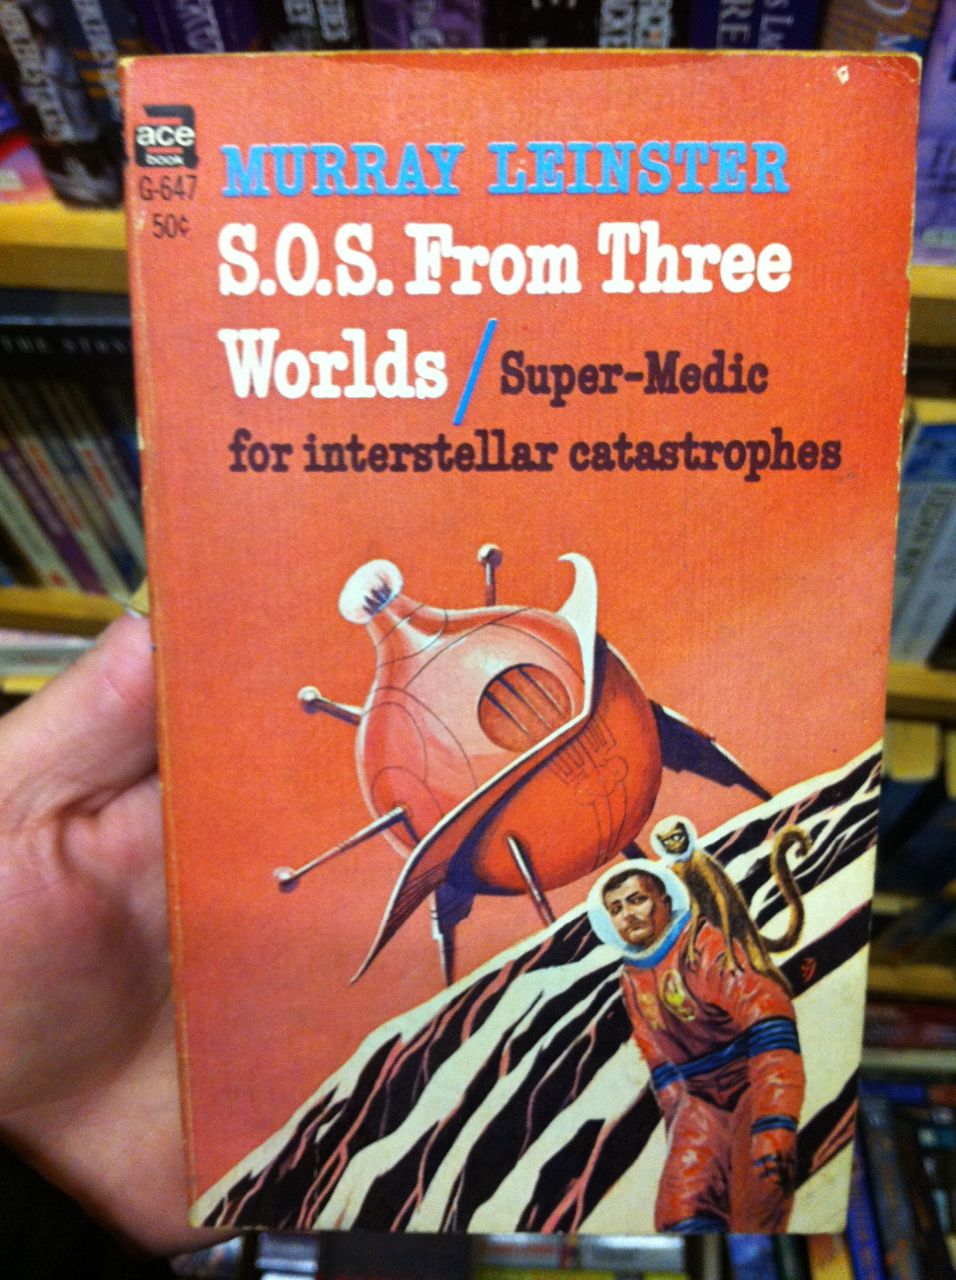 ace
book
G-647
50¢
MURRAY LEINSTER
S.O.S. From Three
Worlds / Super-Medic
for interstellar catastrophes